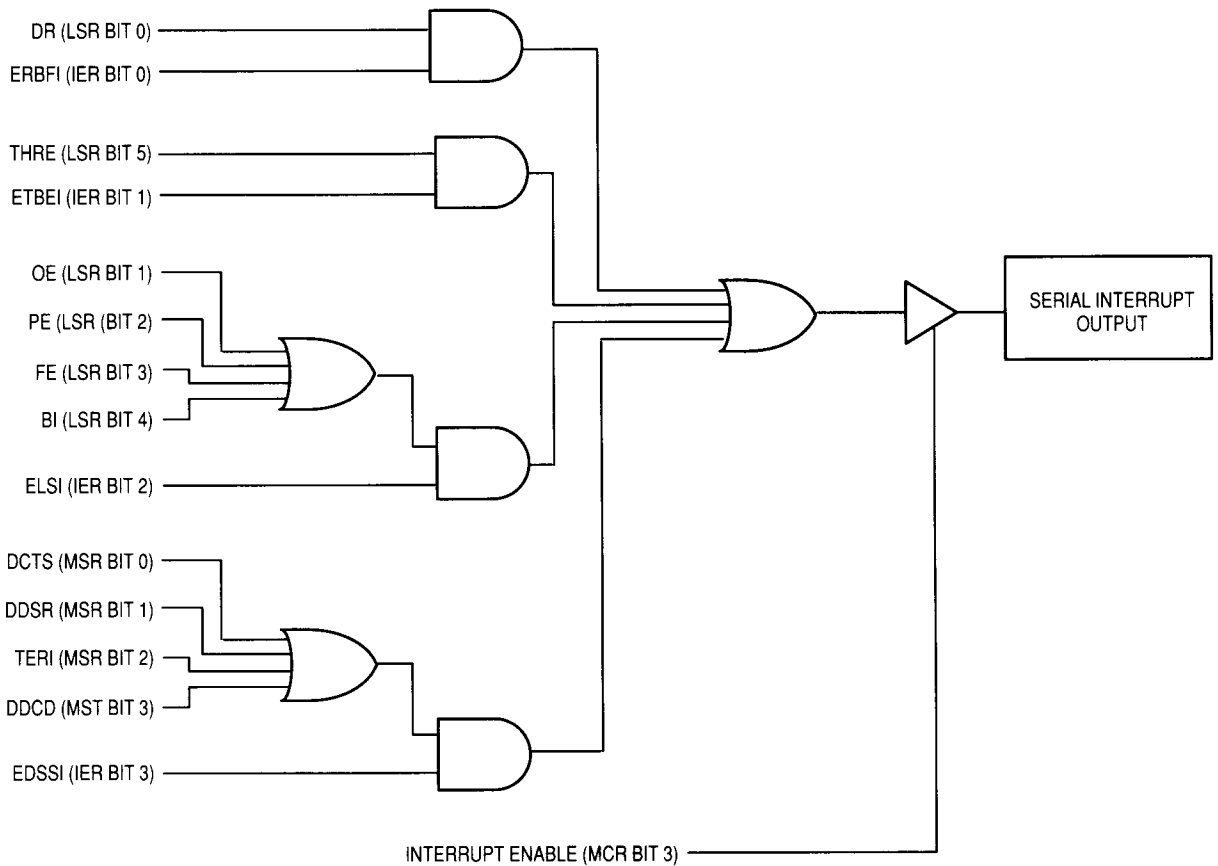 DR (LSR BIT 0)
ERBFI (IER BIT 0)
THRE (LSR BIT 5)
ETBEI (IER BIT 1)
OE (LSR BIT 1)
PE (LSR (BIT 2)
FE (LSR BIT 3)
BI (LSR BIT 4)
ELSI (IER BIT 2)
DCTS (MSR BIT 0)
DDSR (MSR BIT 1)
TERI (MSR BIT 2)
DDCD (MST BIT 3)
EDSSI (IER BIT 3)
INTERRUPT ENABLE (MCR BIT 3)
SERIAL INTERRUPT
OUTPUT